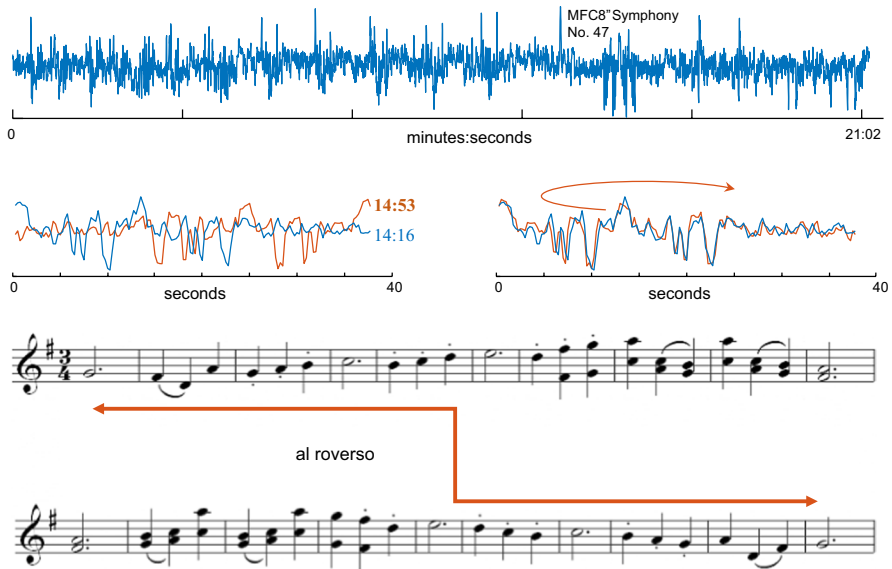 MFC8” Symphony
No. 47
0
minutes:seconds
21:02
14:53
14:16
0
seconds
40
0
seconds
40
3
4
al roverso